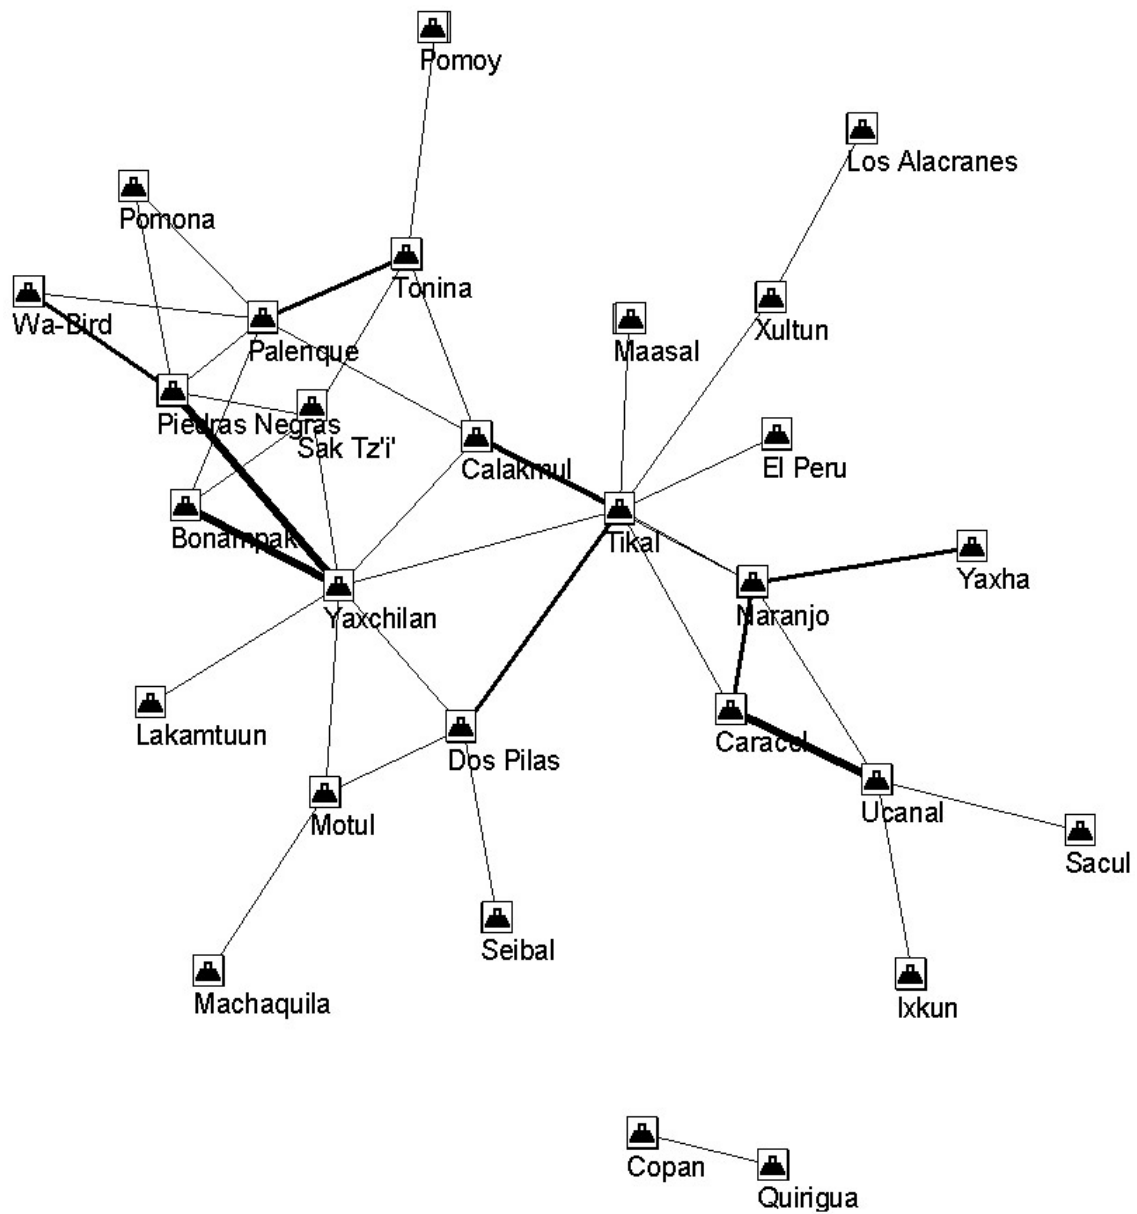 Pomoy
Los Alacranes
Pomona
Tonina
Wa-Bird
Palenque
Maasal
Xultun
Piedras Negras
Sak Tz'i'
Calakmul
El Peru
Bonampak
Tikal
Yaxha
Yaxchilan
Naranjo
Lakamtuun
Dos Pilas
Caracol
Motul
Ucanal
Sacul
Seibal
Machaquila
Ixkun
Copan
Quirigua